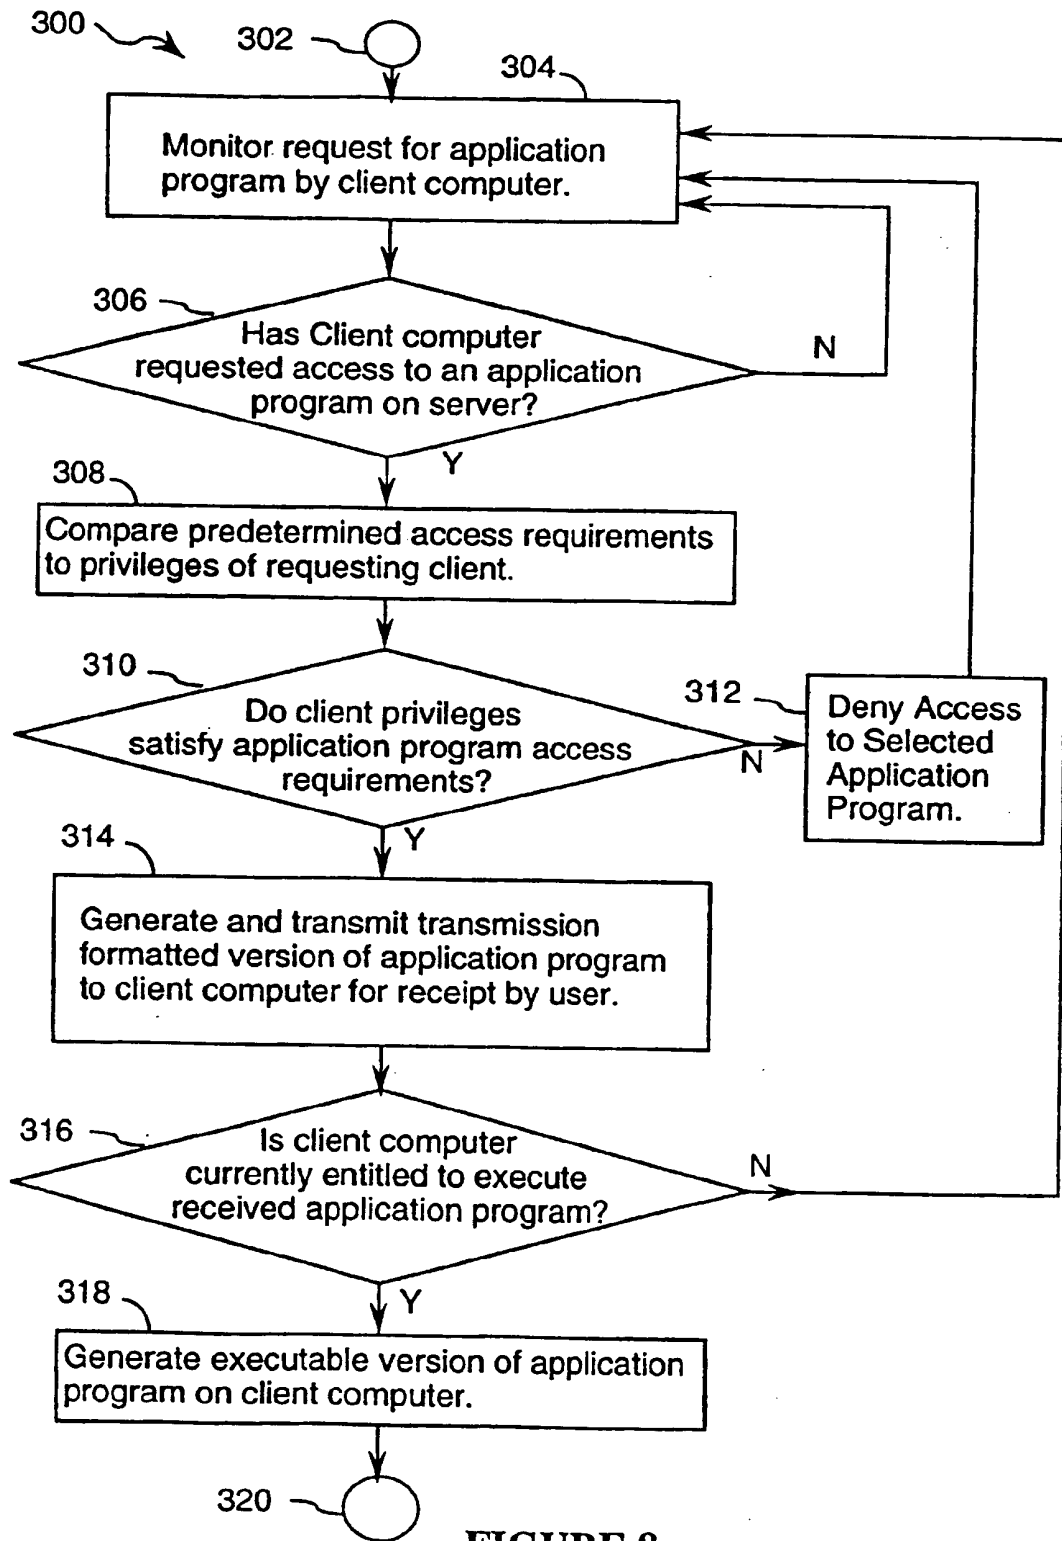 300
302
304
Monitor request for application
program by client computer.
306
Has Client computer
requested access to an application
program on server?
N
Y
308
Compare predetermined access requirements
to privileges of requesting client.
310
Do client privileges
satisfy application program access
requirements?
N
312
Deny Access
to Selected
Application
Program.
Y
314
Generate and transmit transmission
formatted version of application program
to client computer for receipt by user.
316
Is client computer
currently entitled to execute
received application program?
N
Y
318
Generate executable version of application
program on client computer.
320
FIGURE